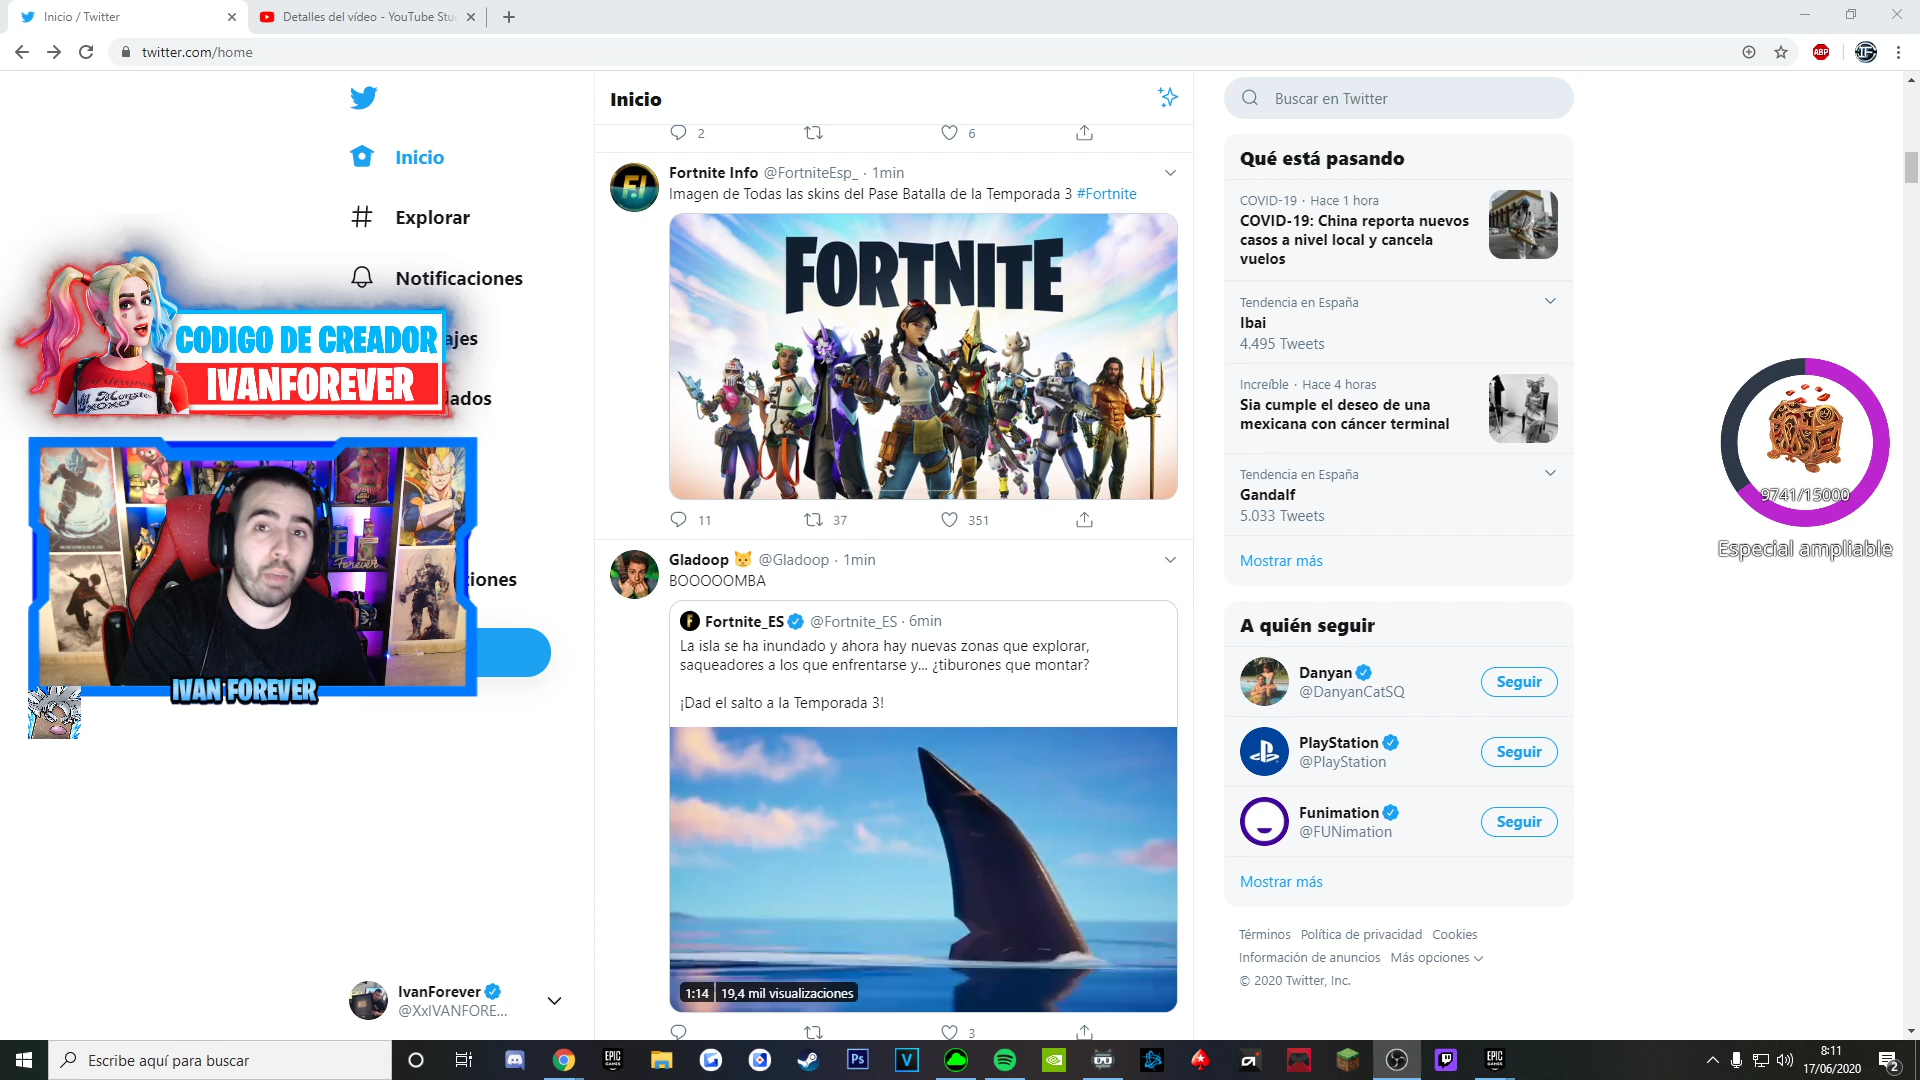 Inicio / Twitter
Detalles del vídeo - YouTube Stu
twitter.com/home
ABP
Inicio
Explorar
Notificaciones
ajes
lados
iones
CODIGO DE CREADOR
IVANFOREVER
IVAN FOREVER
IvanForever
@XxIVANFORE...
Inicio
2
6
Fortnite Info @FortniteEsp_ · 1min
Imagen de Todas las skins del Pase Batalla de la Temporada 3 #Fortnite
FORTNITE
11
37
351
Gladoop @Gladoop · 1min
BOOOOOMBA
Fortnite_ES @Fortnite_ES · 6min
La isla se ha inundado y ahora hay nuevas zonas que explorar,
saqueadores a los que enfrentarse y... ¿tiburones que montar?
¡Dad el salto a la Temporada 3!
1:14 19,4 mil visualizaciones
3
Buscar en Twitter
Qué está pasando
COVID-19 · Hace 1 hora
COVID-19: China reporta nuevos
casos a nivel local y cancela
vuelos
Tendencia en España
Ibai
4.495 Tweets
Increíble · Hace 4 horas
Sia cumple el deseo de una
mexicana con cáncer terminal
Tendencia en España
Gandalf
5.033 Tweets
Mostrar más
A quién seguir
Danyan
@DanyanCatSQ
Seguir
PlayStation
@PlayStation
Seguir
Funimation
@FUNimation
Seguir
Mostrar más
Términos Política de privacidad Cookies
Información de anuncios Más opciones
© 2020 Twitter, Inc.
9741/15000
Especial ampliable
Escribe aquí para buscar
EPIC GAMES
Ps
V
EPIC GAMES
8:11
17/06/2020
2